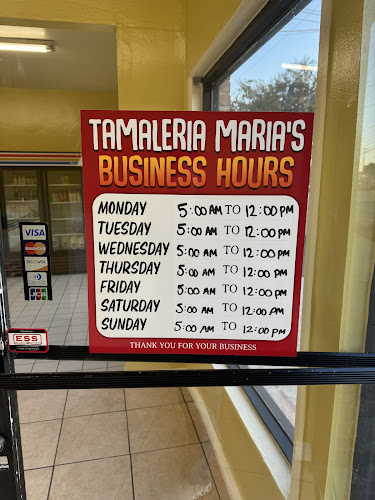 TAMALERIA MARIA'S
BUSINESS HOURS
MONDAY 5:00 AM TO 12:00 PM
TUESDAY 5:00 AM TO 12:00 PM
WEDNESDAY 5:00 AM TO 12:00 PM
THURSDAY 5:00 AM TO 12:00 PM
FRIDAY 5:00 AM TO 12:00 PM
SATURDAY 5:00 AM TO 12:00 PM
SUNDAY 5:00 AM TO 12:00 PM
THANK YOU FOR YOUR BUSINESS
VISA
MasterCard
DISCOVER
JCB
ESS